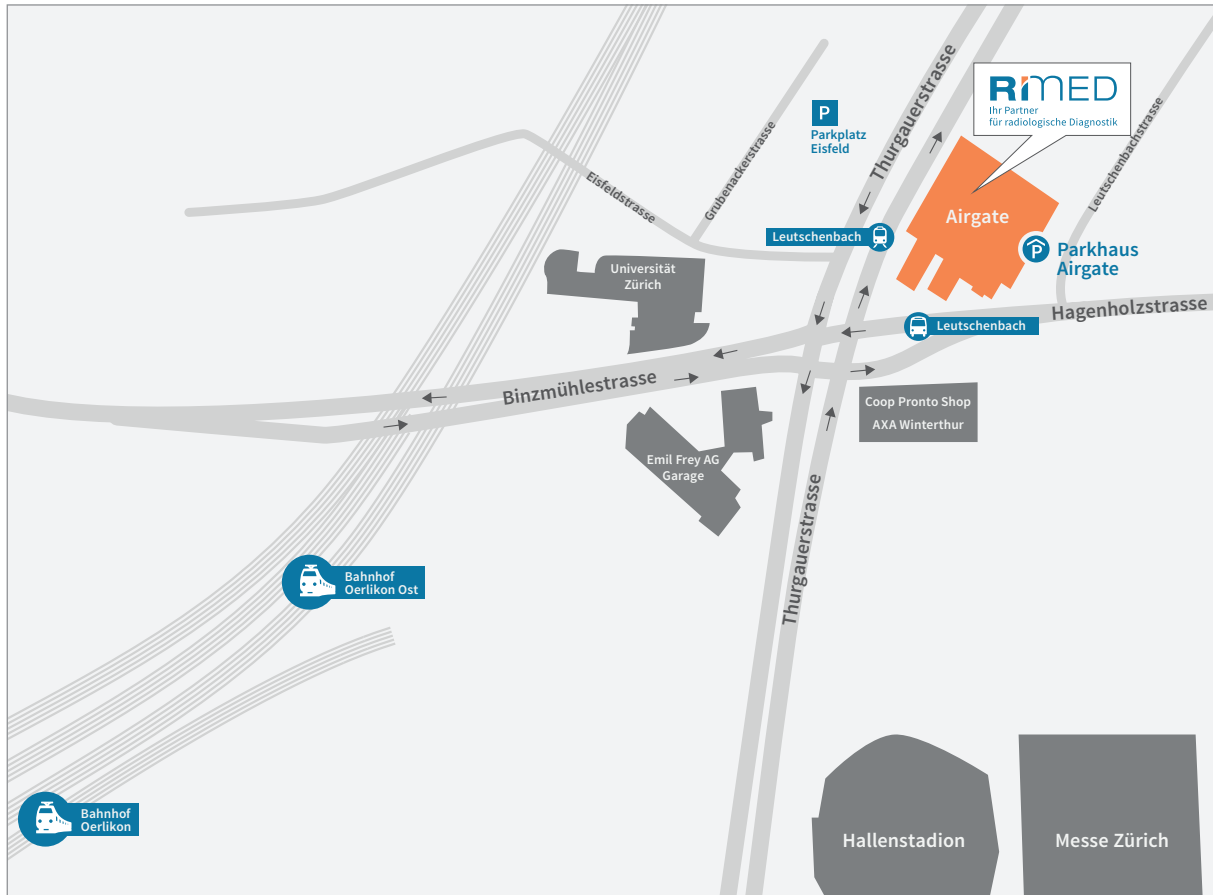 RIMED
Ihr Partner
für radiologische Diagnostik
P
Parkplatz
Eisfeld
Thurgauerstrasse
Grubenackerstrasse
Leutschenbachstrasse
Eisfeldstrasse
Airgate
Leutschenbach
P
Parkhaus
Airgate
Universität
Zürich
Hagenholzstrasse
Leutschenbach
Binzmühlestrasse
Coop Pronto Shop
AXA Winterthur
Emil Frey AG
Garage
Thurgauerstrasse
Bahnhof
Oerlikon Ost
Bahnhof
Oerlikon
Hallenstadion
Messe Zürich